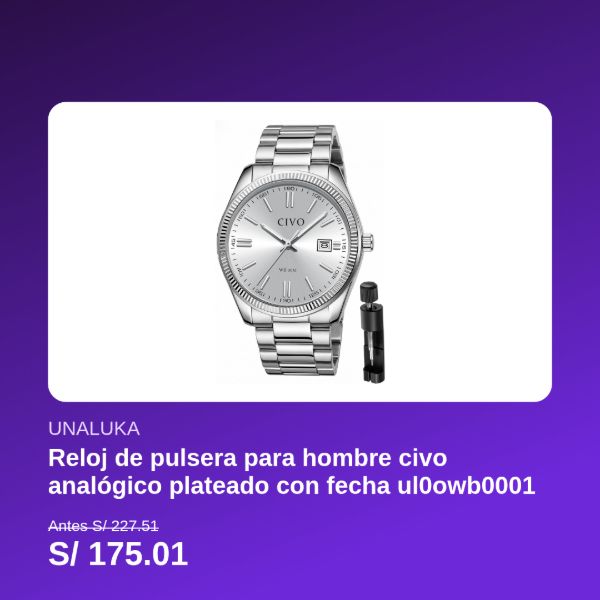 CIVO
UNALUKA
Reloj de pulsera para hombre civo
analógico plateado con fecha ul0owb0001
Antes S/ 227.51
S/ 175.01